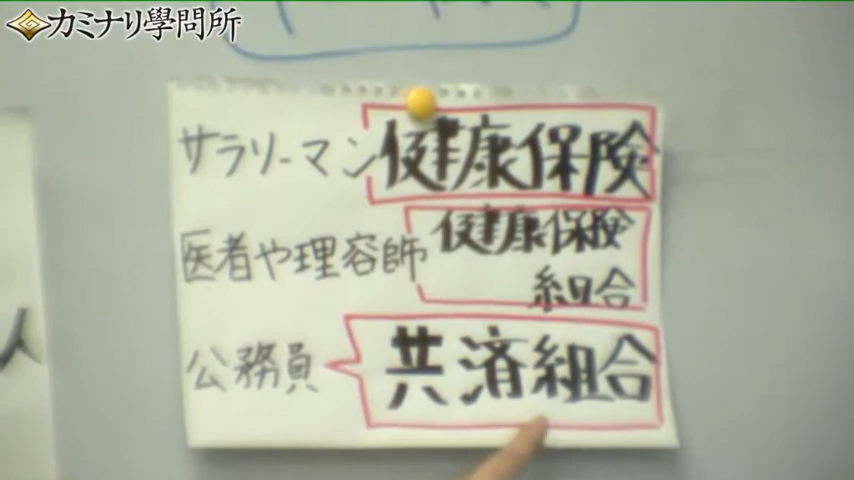 カミナリ學問所
サラリーマン 健康保険
医者や理容師 健康保険
組合
公務員 共済組合
人